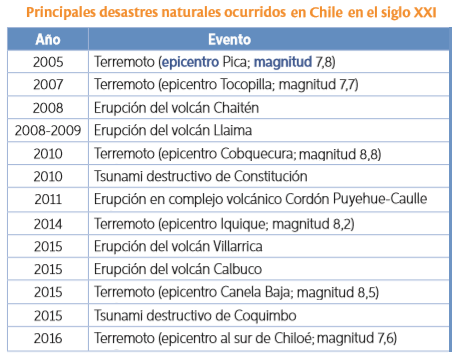 Principales desastres naturales ocurridos en Chile en el siglo XXI
Año Evento
2005 Terremoto (epicentro Pica; magnitud 7,8)
2007 Terremoto (epicentro Tocopilla; magnitud 7,7)
2008 Erupción del volcán Chaitén
2008-2009 Erupción del volcán Llaima
2010 Terremoto (epicentro Cobquecura; magnitud 8,8)
2010 Tsunami destructivo de Constitución
2011 Erupción en complejo volcánico Cordón Puyehue-Caulle
2014 Terremoto (epicentro Iquique; magnitud 8,2)
2015 Erupción del volcán Villarrica
2015 Erupción del volcán Calbuco
2015 Terremoto (epicentro Canela Baja; magnitud 8,5)
2015 Tsunami destructivo de Coquimbo
2016 Terremoto (epicentro al sur de Chiloé; magnitud 7,6)